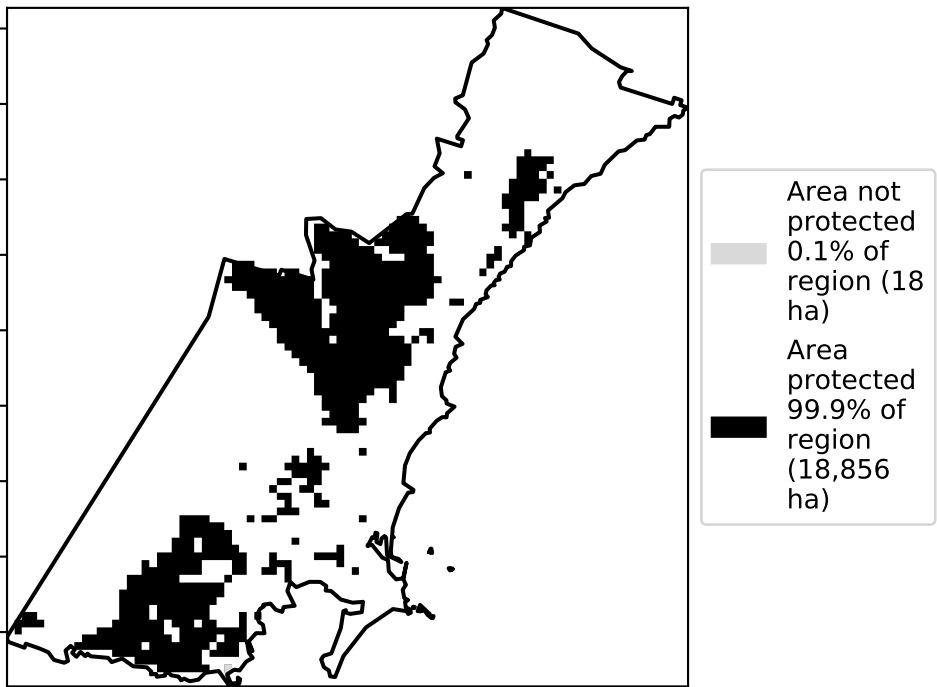 Area not
protected
0.1% of
region (18
ha)
Area
protected
99.9% of
region
(18,856
ha)